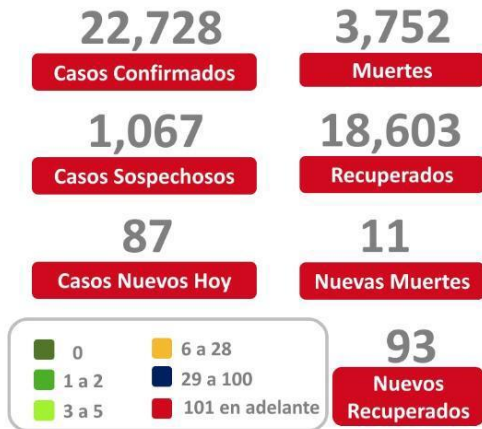 22,728
Casos Confirmados
3,752
Muertes
1,067
Casos Sospechosos
18,603
Recuperados
87
Casos Nuevos Hoy
11
Nuevas Muertes
0
1 a 2
3 a 5
6 a 28
29 a 100
101 en adelante
93
Nuevos
Recuperados